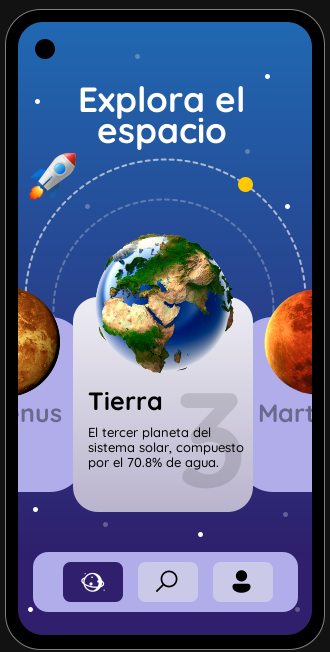 Explora el
espacio
enus
Tierra
Mart
3
El tercer planeta del
sistema solar, compuesto
por el 70.8% de agua.